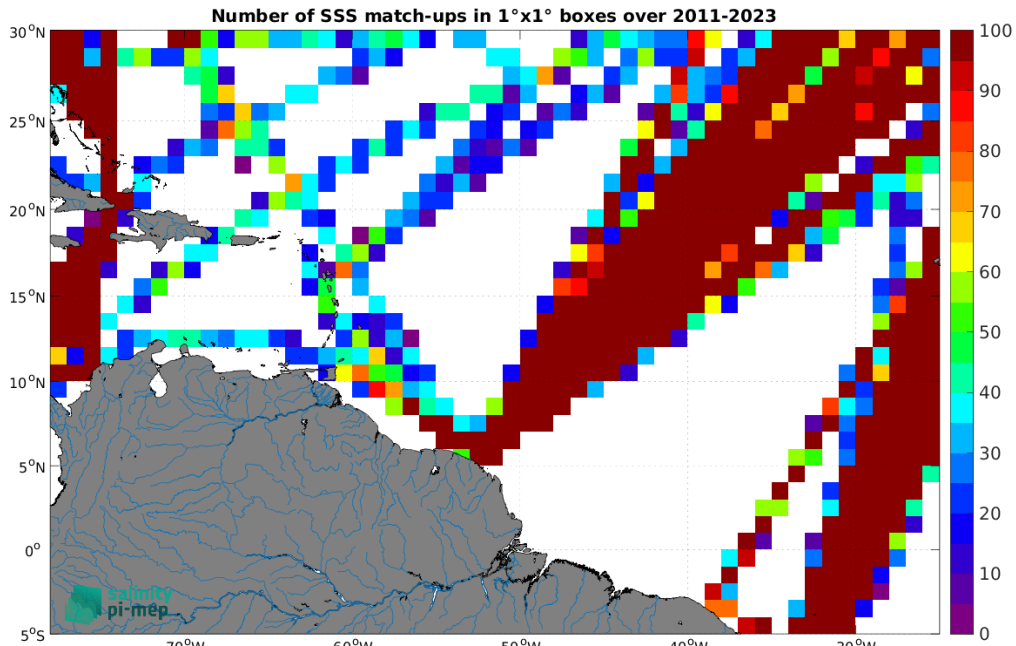 Number of SSS match-ups in 1°x1° boxes over 2011-2023
30°N
25°N
20°N
15°N
10°N
5°N
0°
5°S
70°W
60°W
50°W
40°W
30°W
100
90
80
70
60
50
40
30
20
10
0
salinity
pi-mep